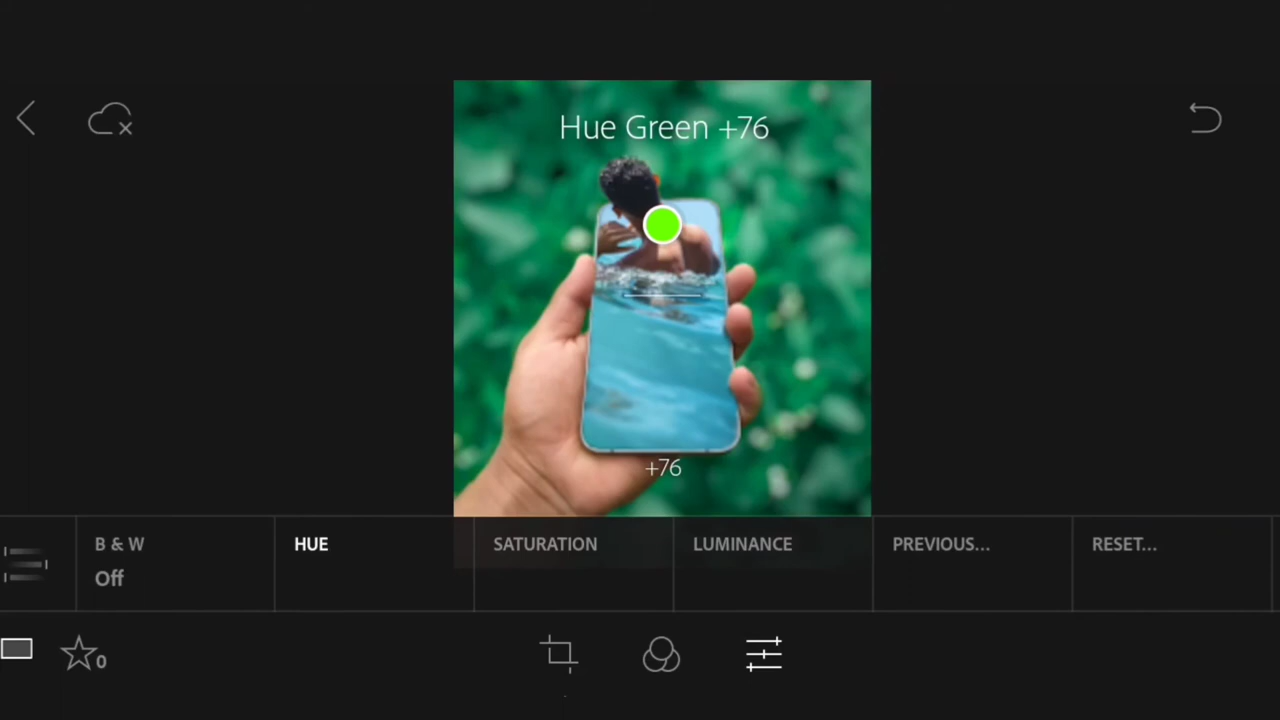 Hue Green +76
+76
B & W
Off
HUE
SATURATION
LUMINANCE
PREVIOUS...
RESET...
0